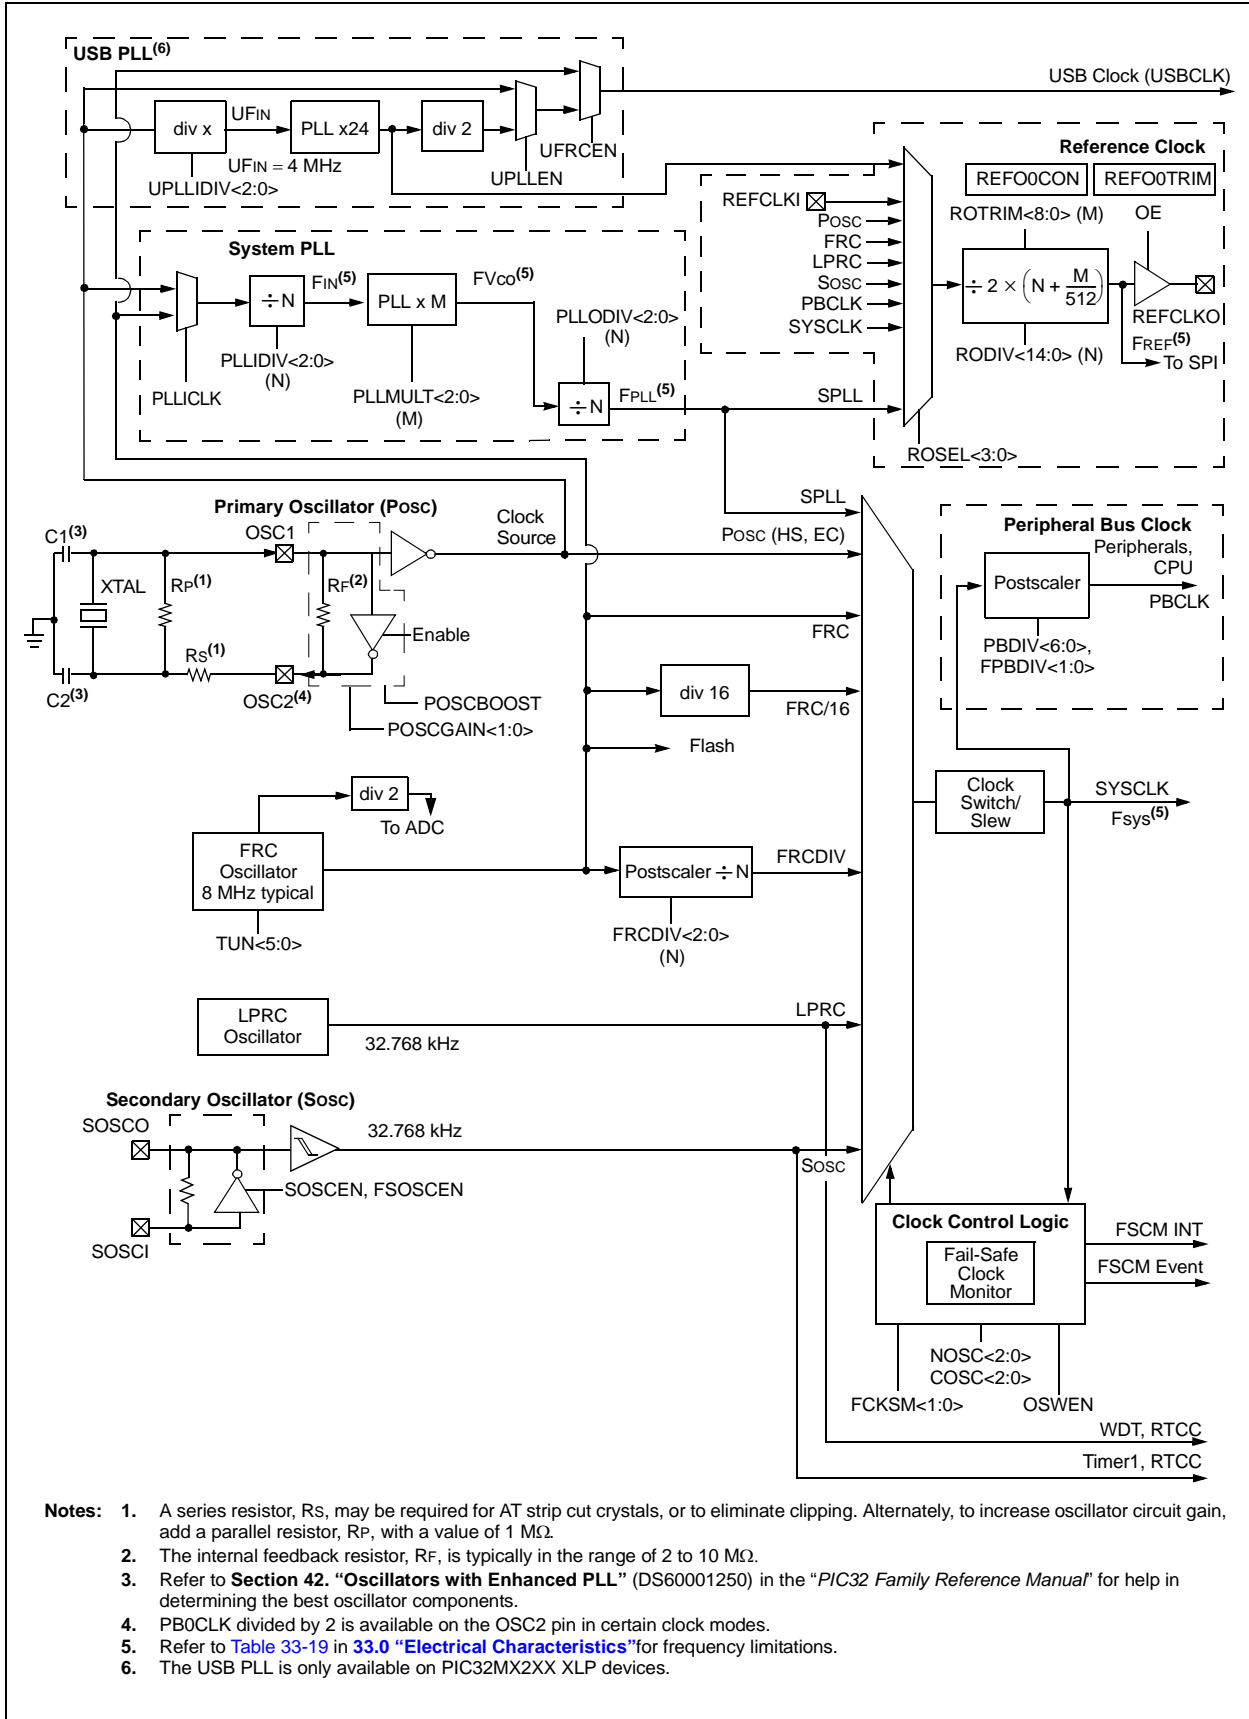 USB PLL(6)
USB Clock (USBCLK)
div x
UFIN
PLL x24
div 2
UFIN = 4 MHz
UFRCEN
UPLLIDIV<2:0>
UPLLEN
Reference Clock
REFO0CON
REFO0TRIM
REFCLKI
POSC
FRC
LPRC
SOSC
PBCLK
SYSCLK
ROTRIM<8:0> (M)
OE
÷ 2 × (N + M/512)
REFCLKO
FREF(5)
To SPI
RODIV<14:0> (N)
SPLL
ROSEL<3:0>
System PLL
FIN(5)
FVCO(5)
÷ N
PLL x M
PLLODIV<2:0>
(N)
PLLIDIV<2:0>
(N)
PLLICLK
PLLMULT<2:0>
(M)
÷ N
FPLL(5)
Primary Oscillator (POSC)
C1(3)
OSC1
Clock
Source
XTAL
RP(1)
RF(2)
Enable
RS(1)
C2(3)
OSC2(4)
POSCBOOST
POSCGAIN<1:0>
SPLL
POSC (HS, EC)
FRC
div 16
FRC/16
Flash
Peripheral Bus Clock
Peripherals,
CPU
Postscaler
PBCLK
PBDIV<6:0>,
FPBDIV<1:0>
div 2
To ADC
FRC
Oscillator
8 MHz typical
TUN<5:0>
Postscaler ÷ N
FRCDIV
FRCDIV<2:0>
(N)
Clock
Switch/
Slew
SYSCLK
Fsys(5)
LPRC
Oscillator
32.768 kHz
LPRC
Secondary Oscillator (SOSC)
SOSCO
32.768 kHz
SOSC
SOSCEN, FSOSCEN
SOSCI
Clock Control Logic
Fail-Safe
Clock
Monitor
FSCM INT
FSCM Event
NOSC<2:0>
COSC<2:0>
FCKSM<1:0>
OSWEN
WDT, RTCC
Timer1, RTCC
Notes: 1. A series resistor, RS, may be required for AT strip cut crystals, or to eliminate clipping. Alternately, to increase oscillator circuit gain,
add a parallel resistor, RP, with a value of 1 MΩ.
2. The internal feedback resistor, RF, is typically in the range of 2 to 10 MΩ.
3. Refer to Section 42. “Oscillators with Enhanced PLL” (DS60001250) in the “PIC32 Family Reference Manual” for help in
determining the best oscillator components.
4. PB0CLK divided by 2 is available on the OSC2 pin in certain clock modes.
5. Refer to Table 33-19 in 33.0 “Electrical Characteristics”for frequency limitations.
6. The USB PLL is only available on PIC32MX2XX XLP devices.